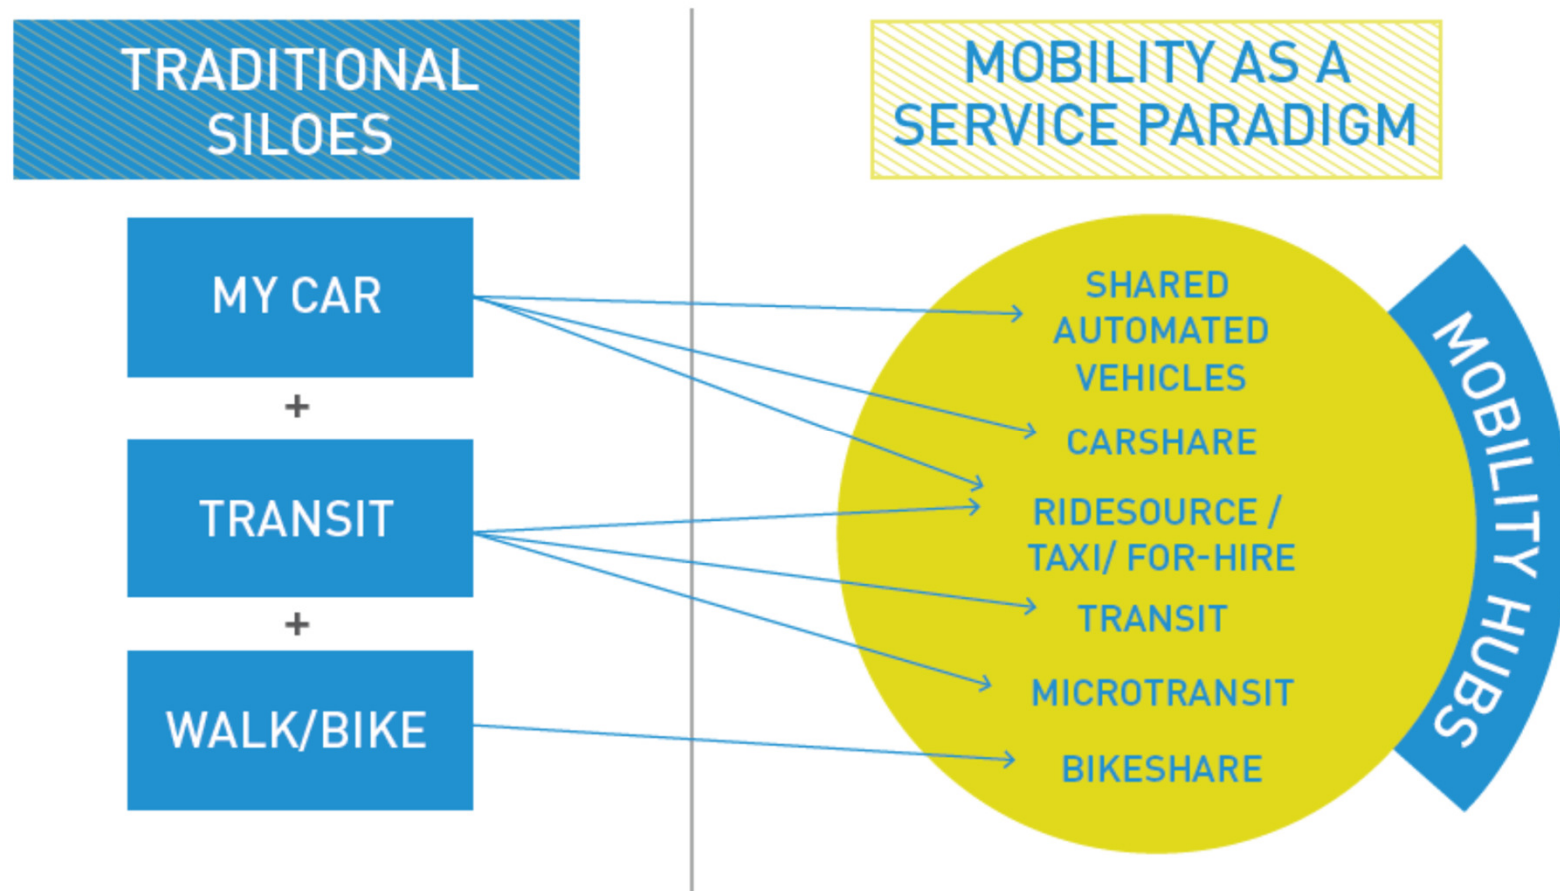 TRADITIONAL
SILOES
MY CAR
+
TRANSIT
+
WALK/BIKE
MOBILITY AS A
SERVICE PARADIGM
SHARED
AUTOMATED
VEHICLES
CARSHARE
RIDESOURCE /
TAXI/ FOR-HIRE
TRANSIT
MICROTRANSIT
BIKESHARE
MOBILITY HUBS